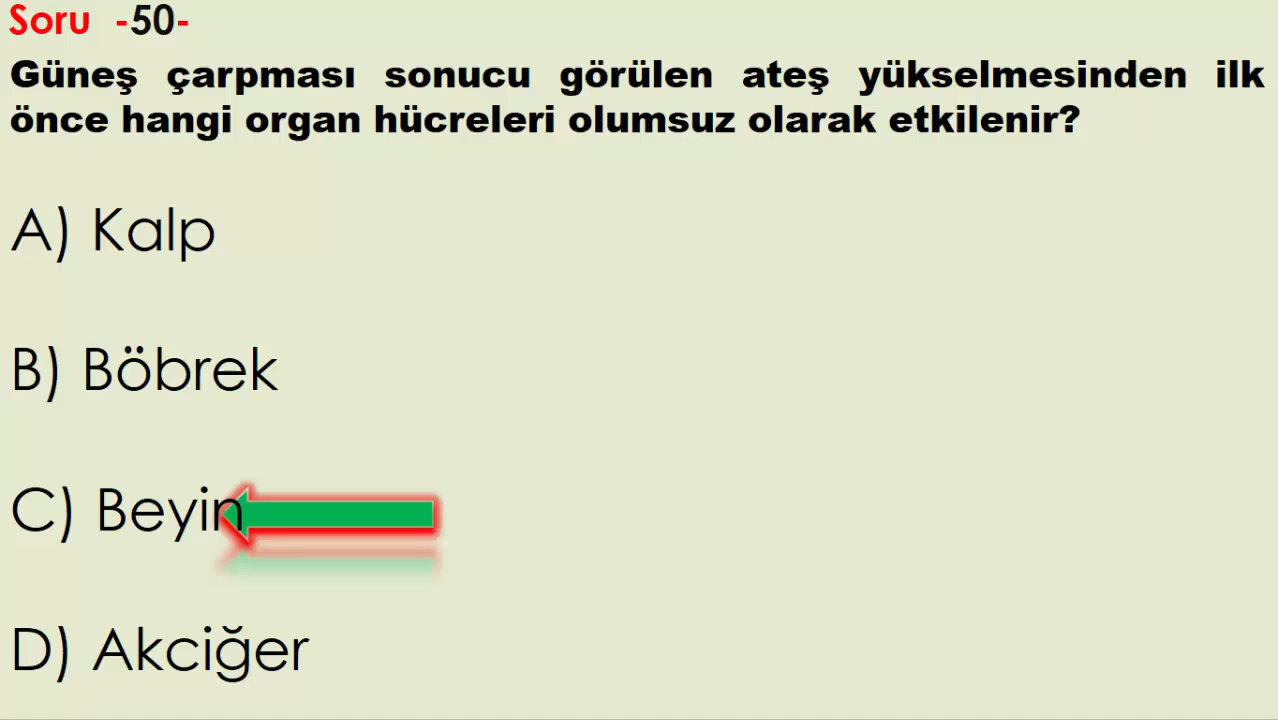 Soru -50-
Güneş çarpması sonucu görülen ateş yükselmesinden ilk
önce hangi organ hücreleri olumsuz olarak etkilenir?
A) Kalp
B) Böbrek
C) Beyin
D) Akciğer